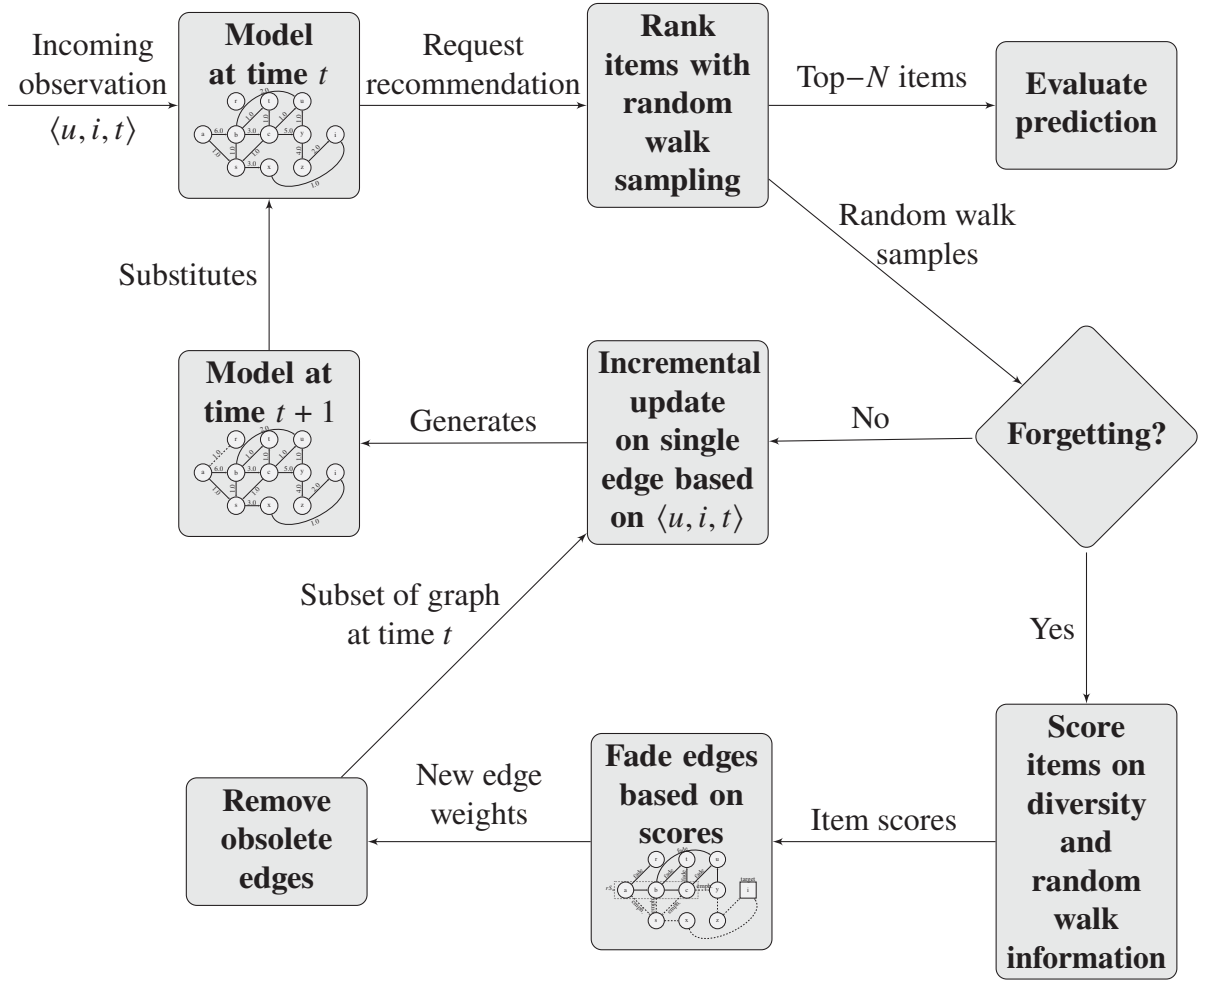 Incoming
observation
⟨u, i, t⟩
Model
at time t
Request
recommendation
Rank
items with
random
walk
sampling
Top−N items
Evaluate
prediction
Random walk
samples
Substitutes
Model at
time t + 1
Generates
Incremental
update
on single
edge based
on ⟨u, i, t⟩
No
Forgetting?
Yes
Subset of graph
at time t
Remove
obsolete
edges
New edge
weights
Fade edges
based on
scores
Item scores
Score
items on
diversity
and
random
walk
information